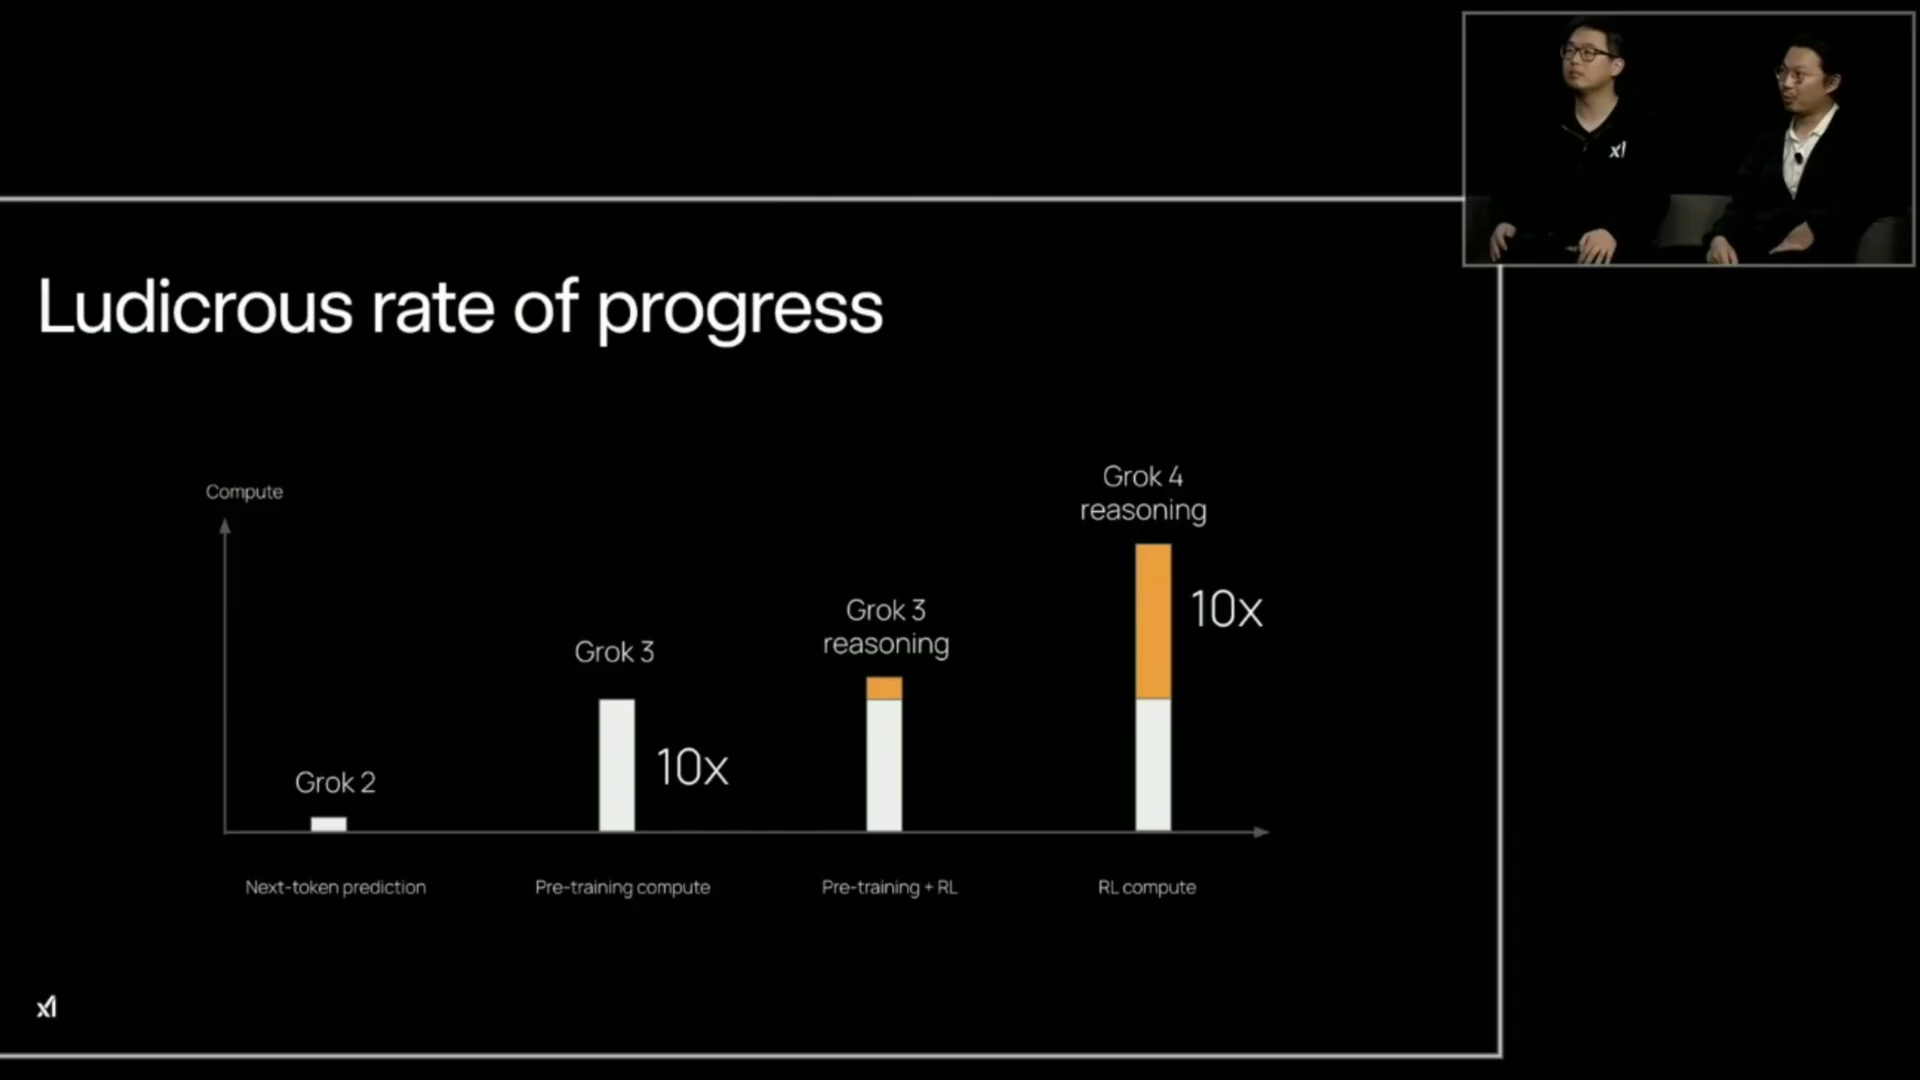 xI
Ludicrous rate of progress
Compute
Grok 2
Grok 3
10x
Grok 3
reasoning
Grok 4
reasoning
10x
Next-token prediction
Pre-training compute
Pre-training + RL
RL compute
xI